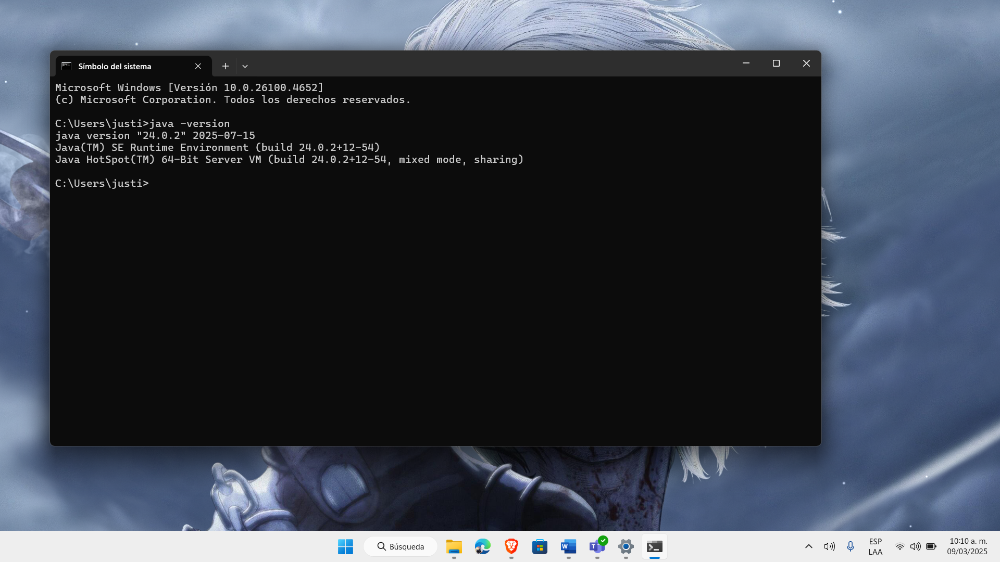 Símbolo del sistema
Microsoft Windows [Versión 10.0.26100.4652]
(c) Microsoft Corporation. Todos los derechos reservados.
C:\Users\justi>java -version
java version "24.0.2" 2025-07-15
Java(TM) SE Runtime Environment (build 24.0.2+12-54)
Java HotSpot(TM) 64-Bit Server VM (build 24.0.2+12-54, mixed mode, sharing)
C:\Users\justi>
Búsqueda
ESP
LAA
10:10 a. m.
09/03/2025